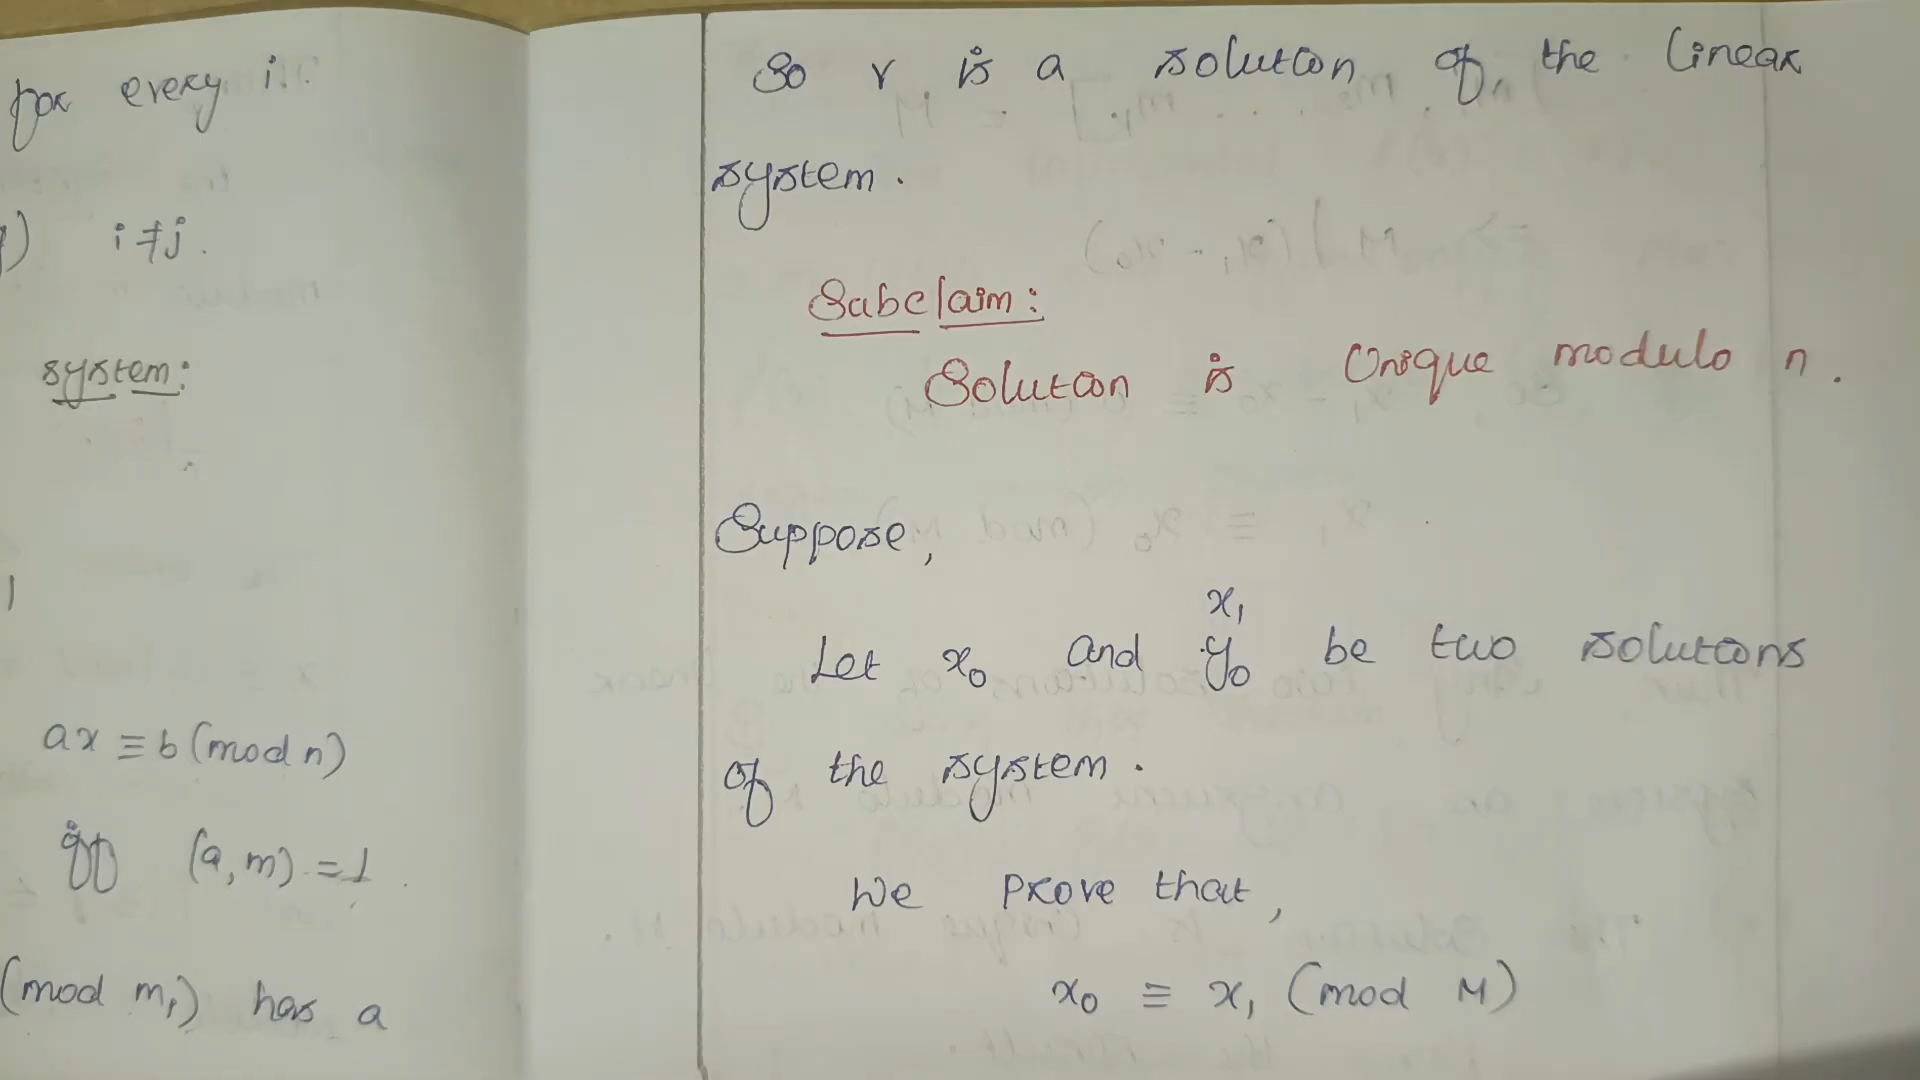 for every i.
) i ≠ j.
system:
1
ax ≡ b (mod n)
iff (a, m) = 1.
(mod m₁) has a
So r is a solution of the linear
system.
Subclaim:
Solution is Unique modulo n.
Suppose,
x₁
Let x₀ and y₀ be two solutions
of the system.
We prove that,
x₀ ≡ x₁ (mod M)